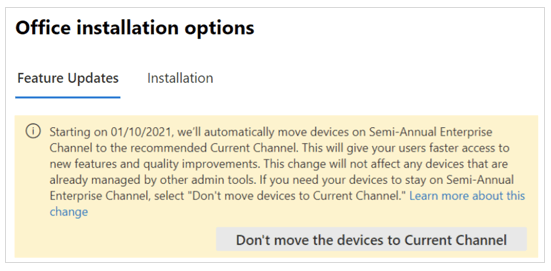 Office installation options
Feature Updates Installation
Starting on 01/10/2021, we'll automatically move devices on Semi-Annual Enterprise
Channel to the recommended Current Channel. This will give your users faster access to
new features and quality improvements. This change will not affect any devices that are
already managed by other admin tools. If you need your devices to stay on Semi-Annual
Enterprise Channel, select "Don't move devices to Current Channel." Learn more about this
change
Don't move the devices to Current Channel